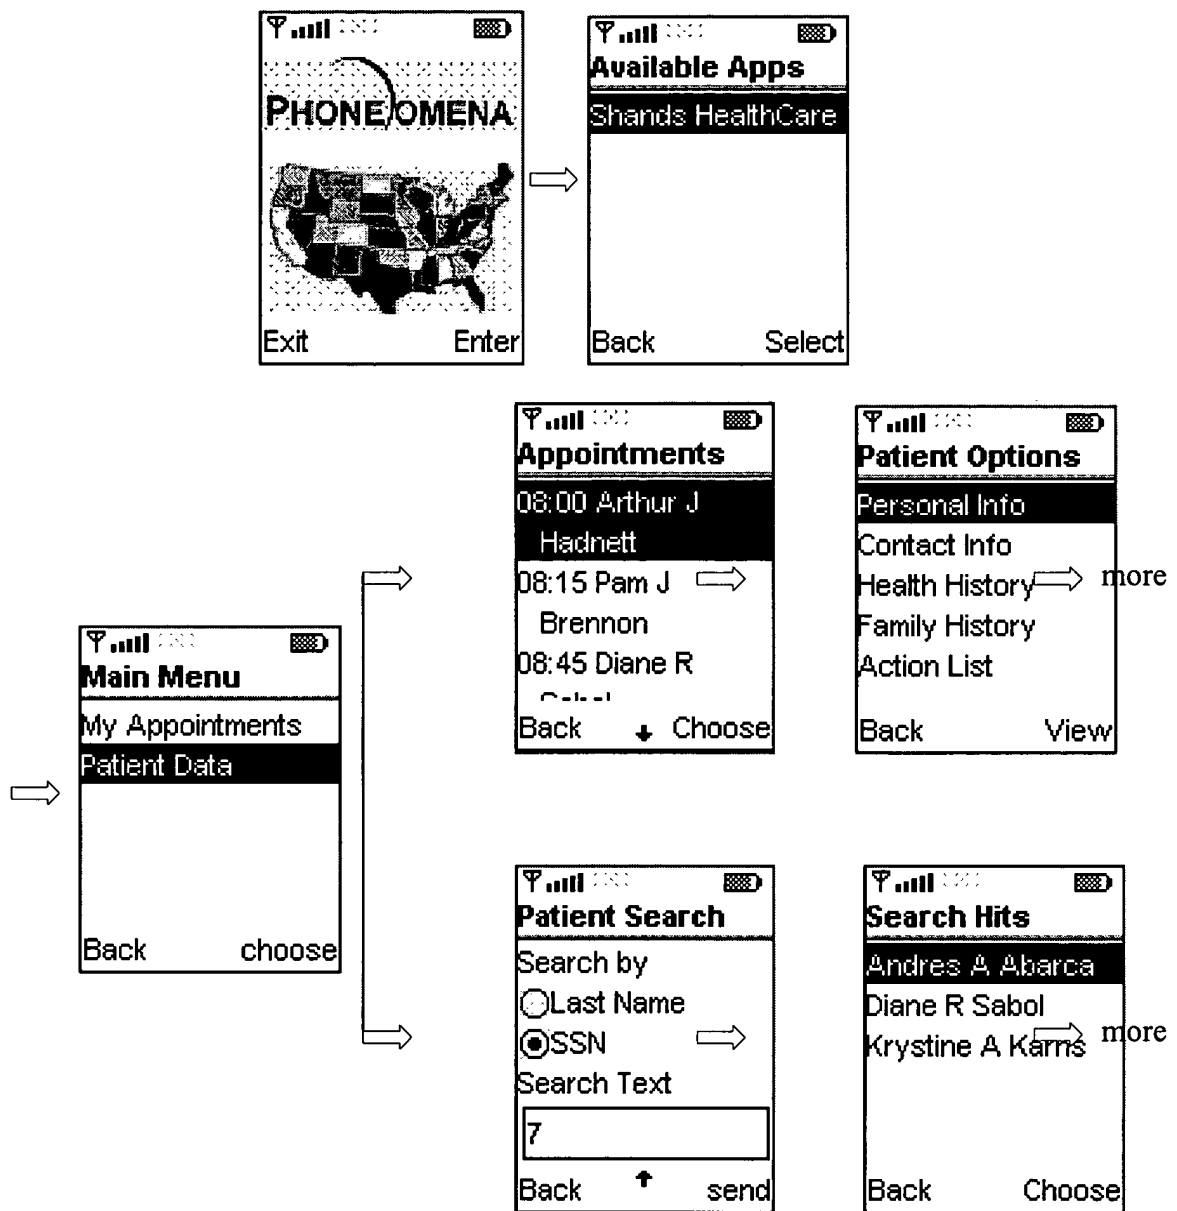 PHONE/OMENA
Exit Enter
Available Apps
Shands HealthCare
Back Select
Main Menu
My Appointments
Patient Data
Back choose
Appointments
08:00 Arthur J
Hadnett
08:15 Pam J
Brennon
08:45 Diane R
Back Choose
Patient Options
Personal Info
Contact Info
Health History
Family History
Action List
Back View
more
Patient Search
Search by
Last Name
SSN
Search Text
7
Back send
Search Hits
Andres A Abarca
Diane R Sabol
Krystine A Karns
Back Choose
more